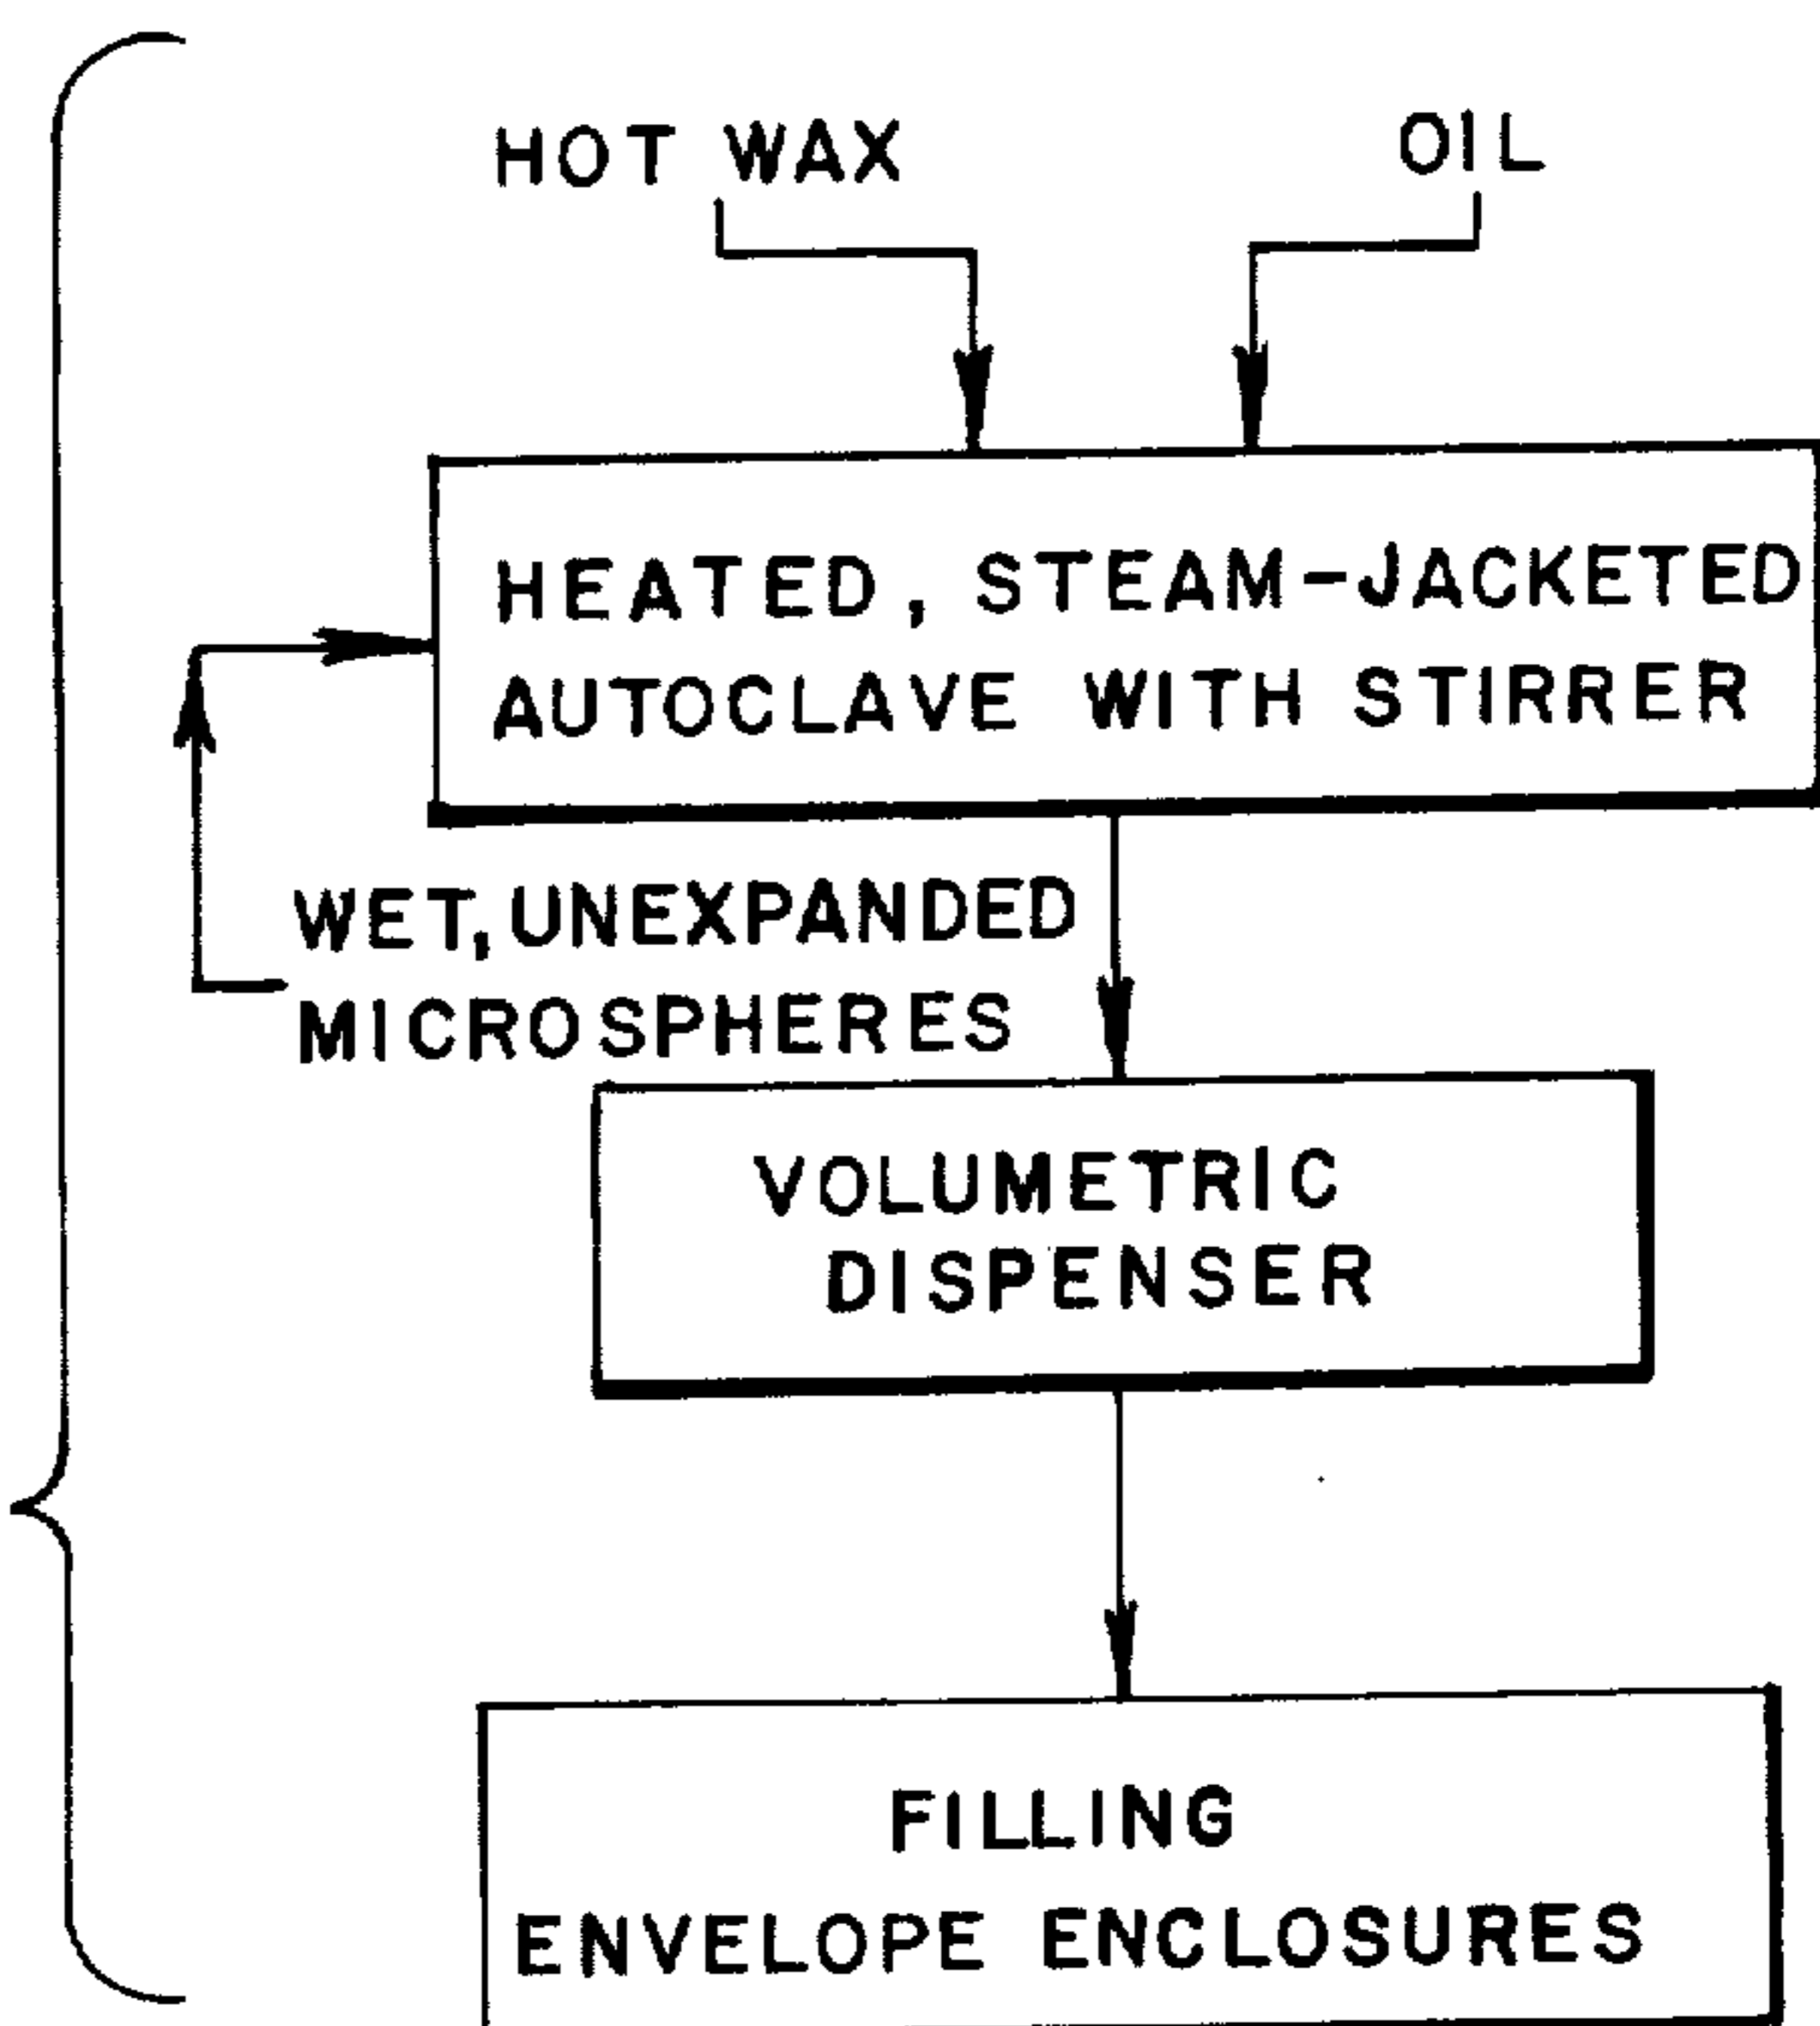 HOT WAX
OIL
HEATED, STEAM-JACKETED
AUTOCLAVE WITH STIRRER
WET, UNEXPANDED
MICROSPHERES
VOLUMETRIC
DISPENSER
FILLING
ENVELOPE ENCLOSURES